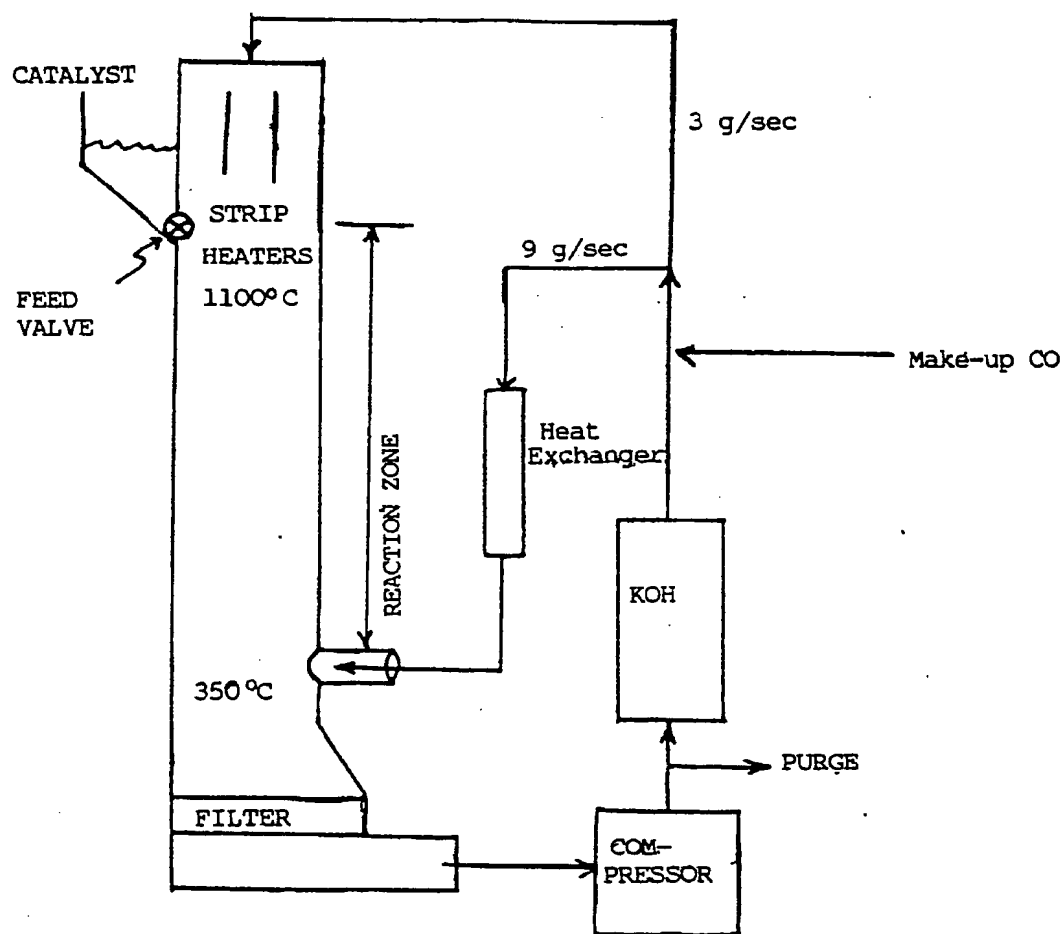 CATALYST
3 g/sec
STRIP
HEATERS
1100°C
9 g/sec
FEED
VALVE
Make-up CO
Heat
Exchanger
REACTION ZONE
KOH
350°C
PURGE
FILTER
COM-
PRESSOR